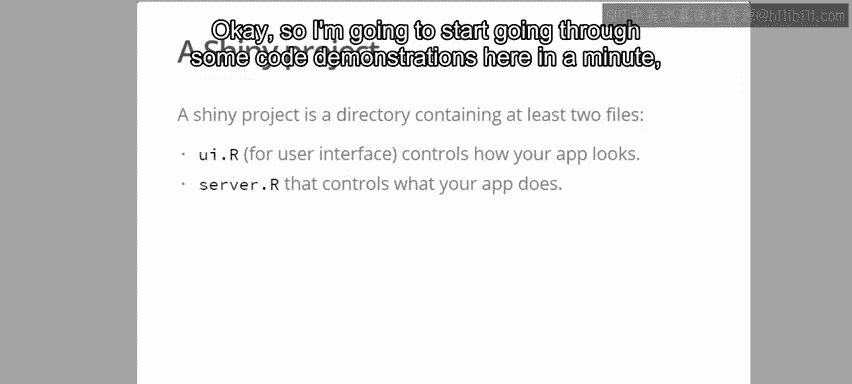 Okay, so I'm going to start going through
some code demonstrations here in a minute,
A Shiny project
A shiny project is a directory containing at least two files:
· ui.R (for user interface) controls how your app looks.
· server.R that controls what your app does.